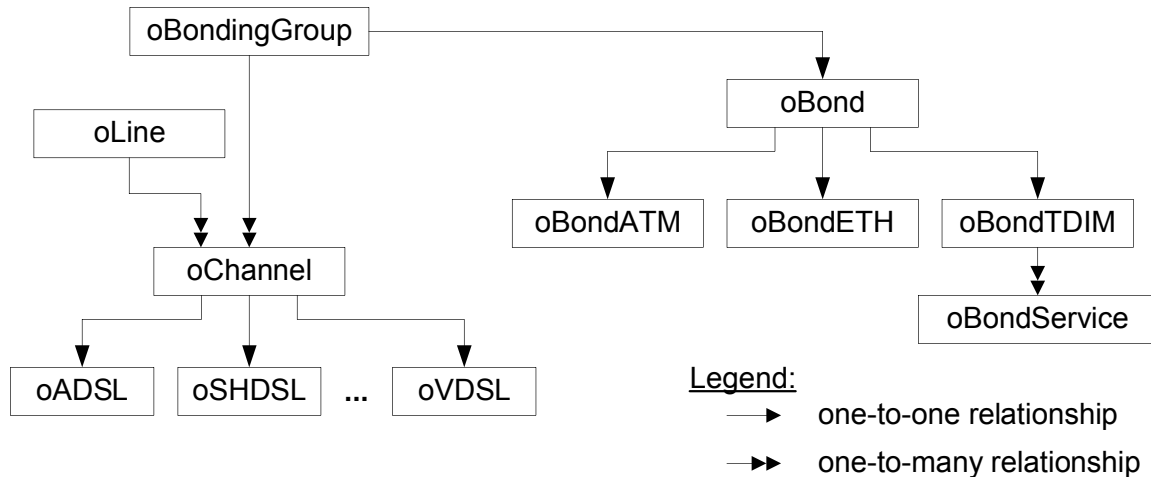 oBondingGroup
oBond
oLine
oBondATM
oBondETH
oBondTDIM
oChannel
oBondService
oADSL
oSHDSL
...
oVDSL
Legend:
one-to-one relationship
one-to-many relationship